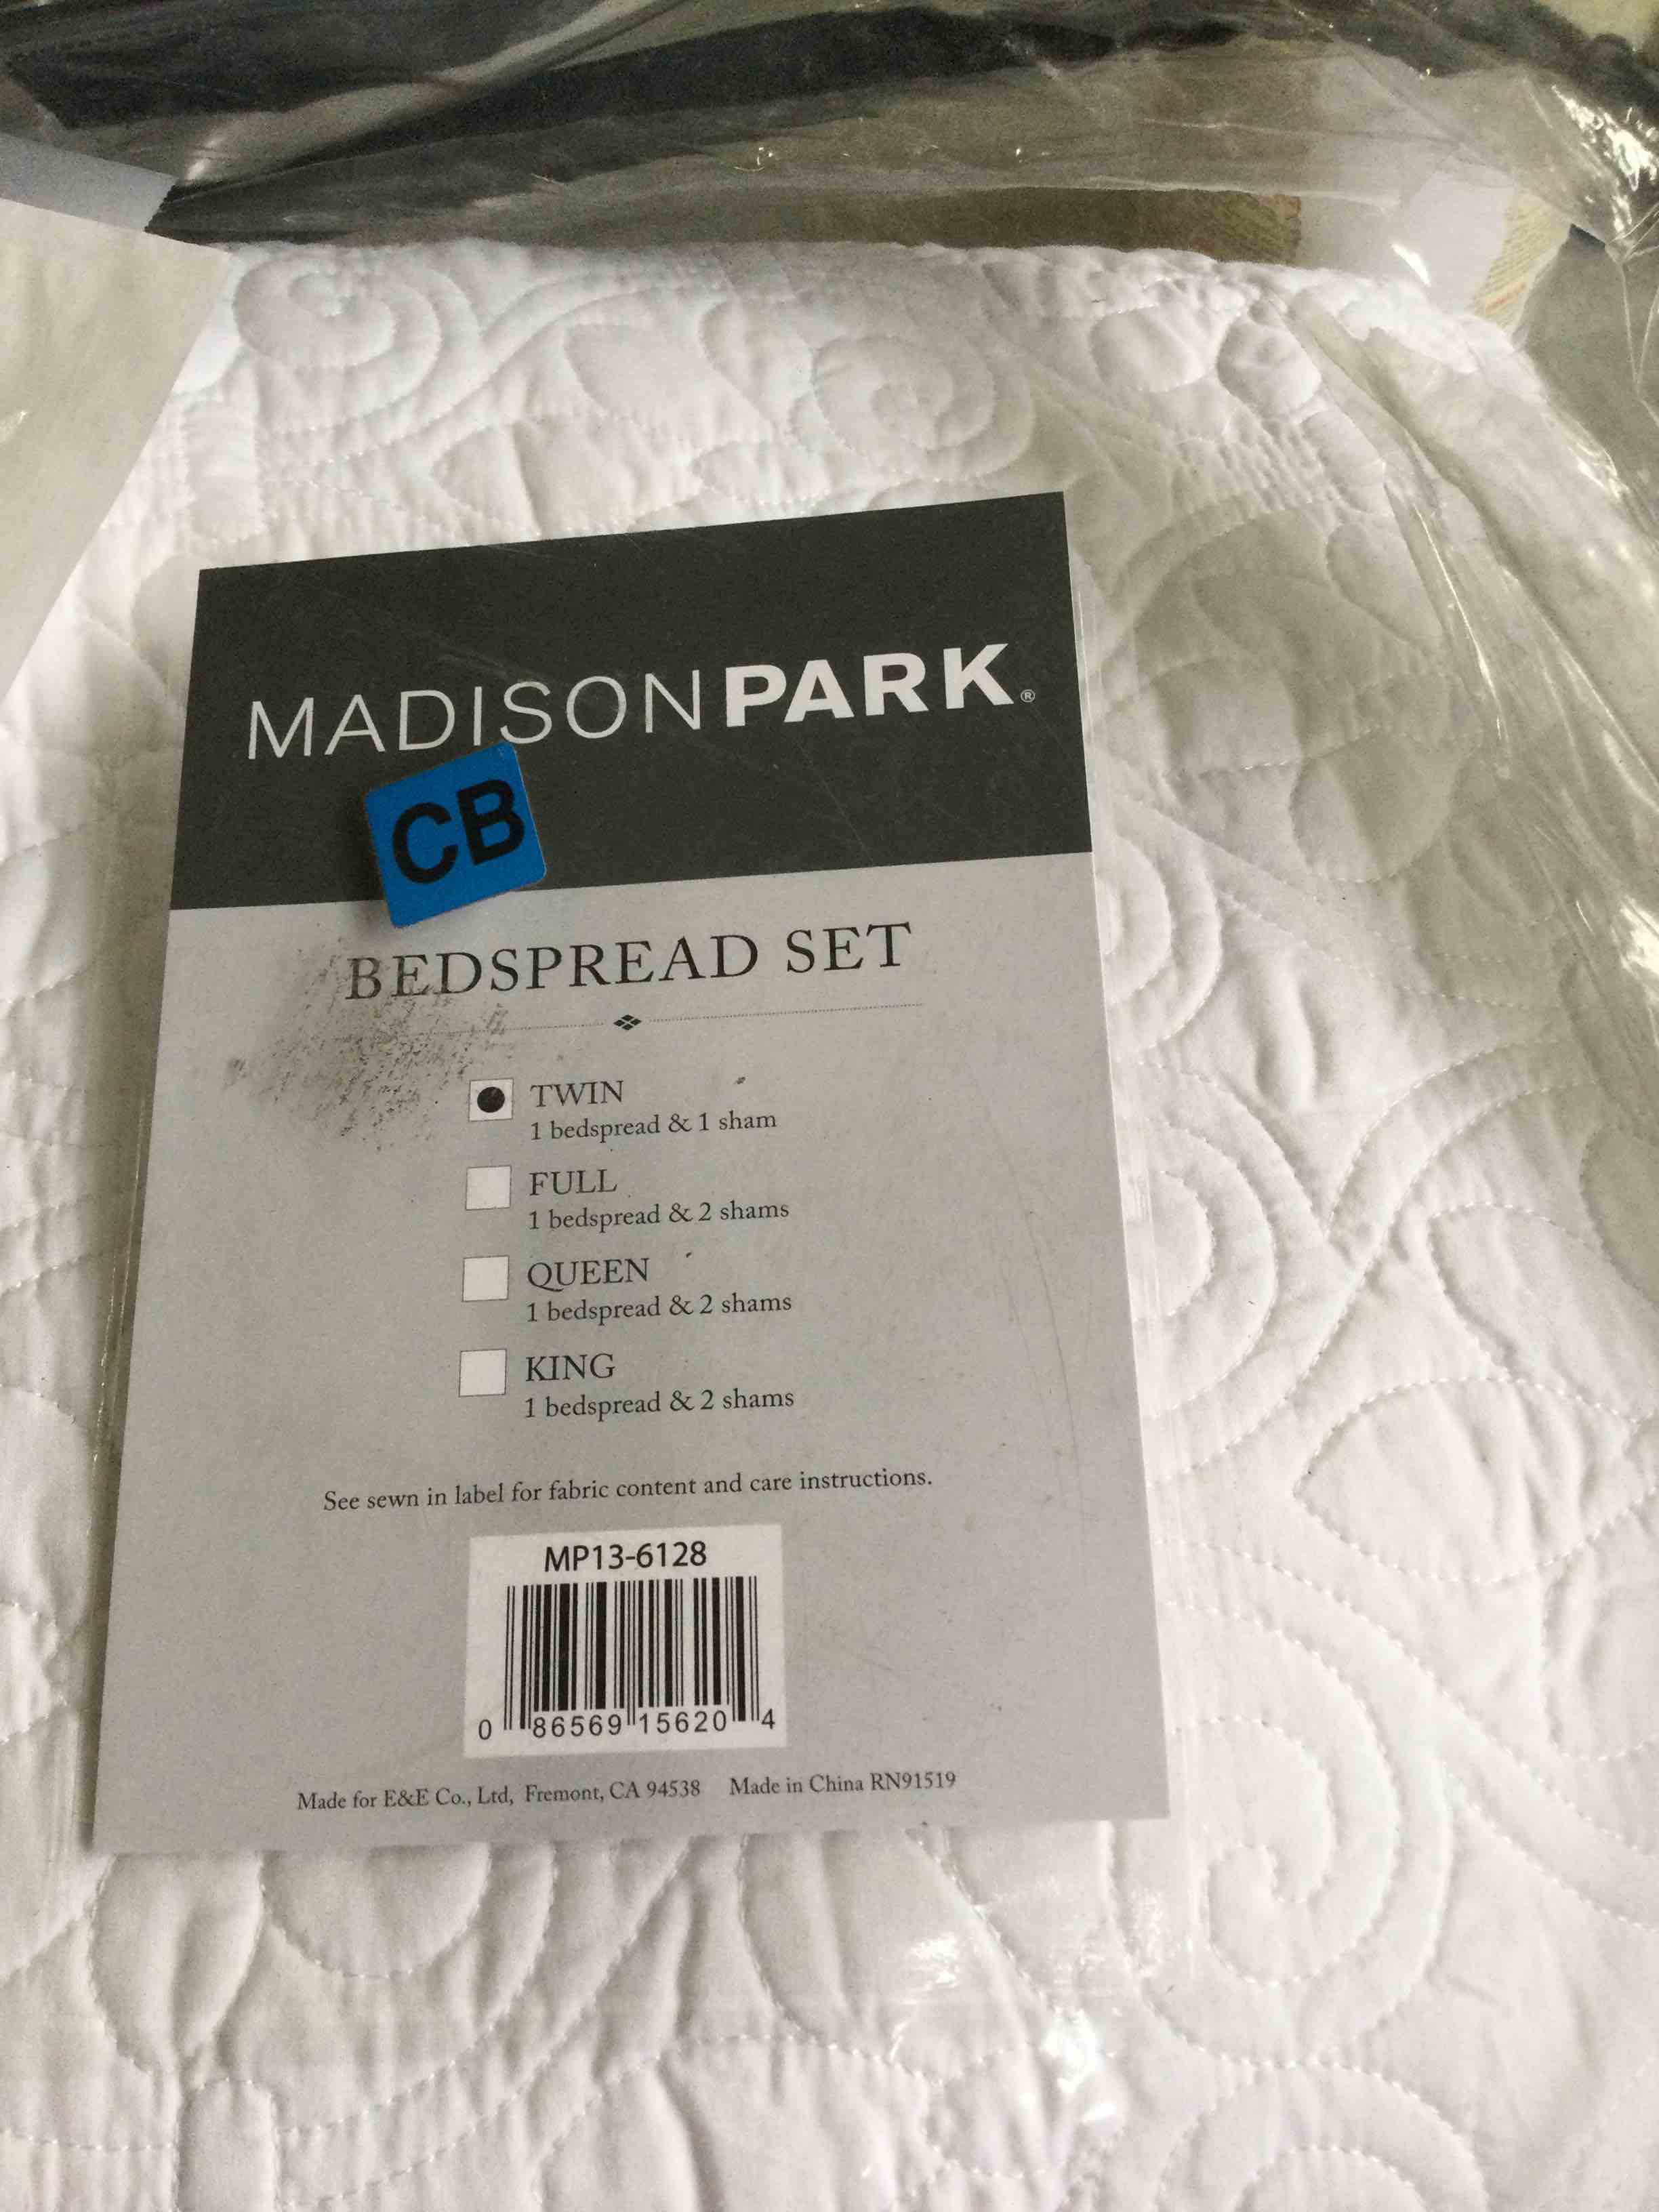 MADISONPARK®
CB
BEDSPREAD SET
TWIN
1 bedspread & 1 sham
FULL
1 bedspread & 2 shams
QUEEN
1 bedspread & 2 shams
KING
1 bedspread & 2 shams
See sewn in label for fabric content and care instructions.
MP13-6128
0 86569 15620 4
Made for E&E Co., Ltd, Fremont, CA 94538 Made in China RN91519